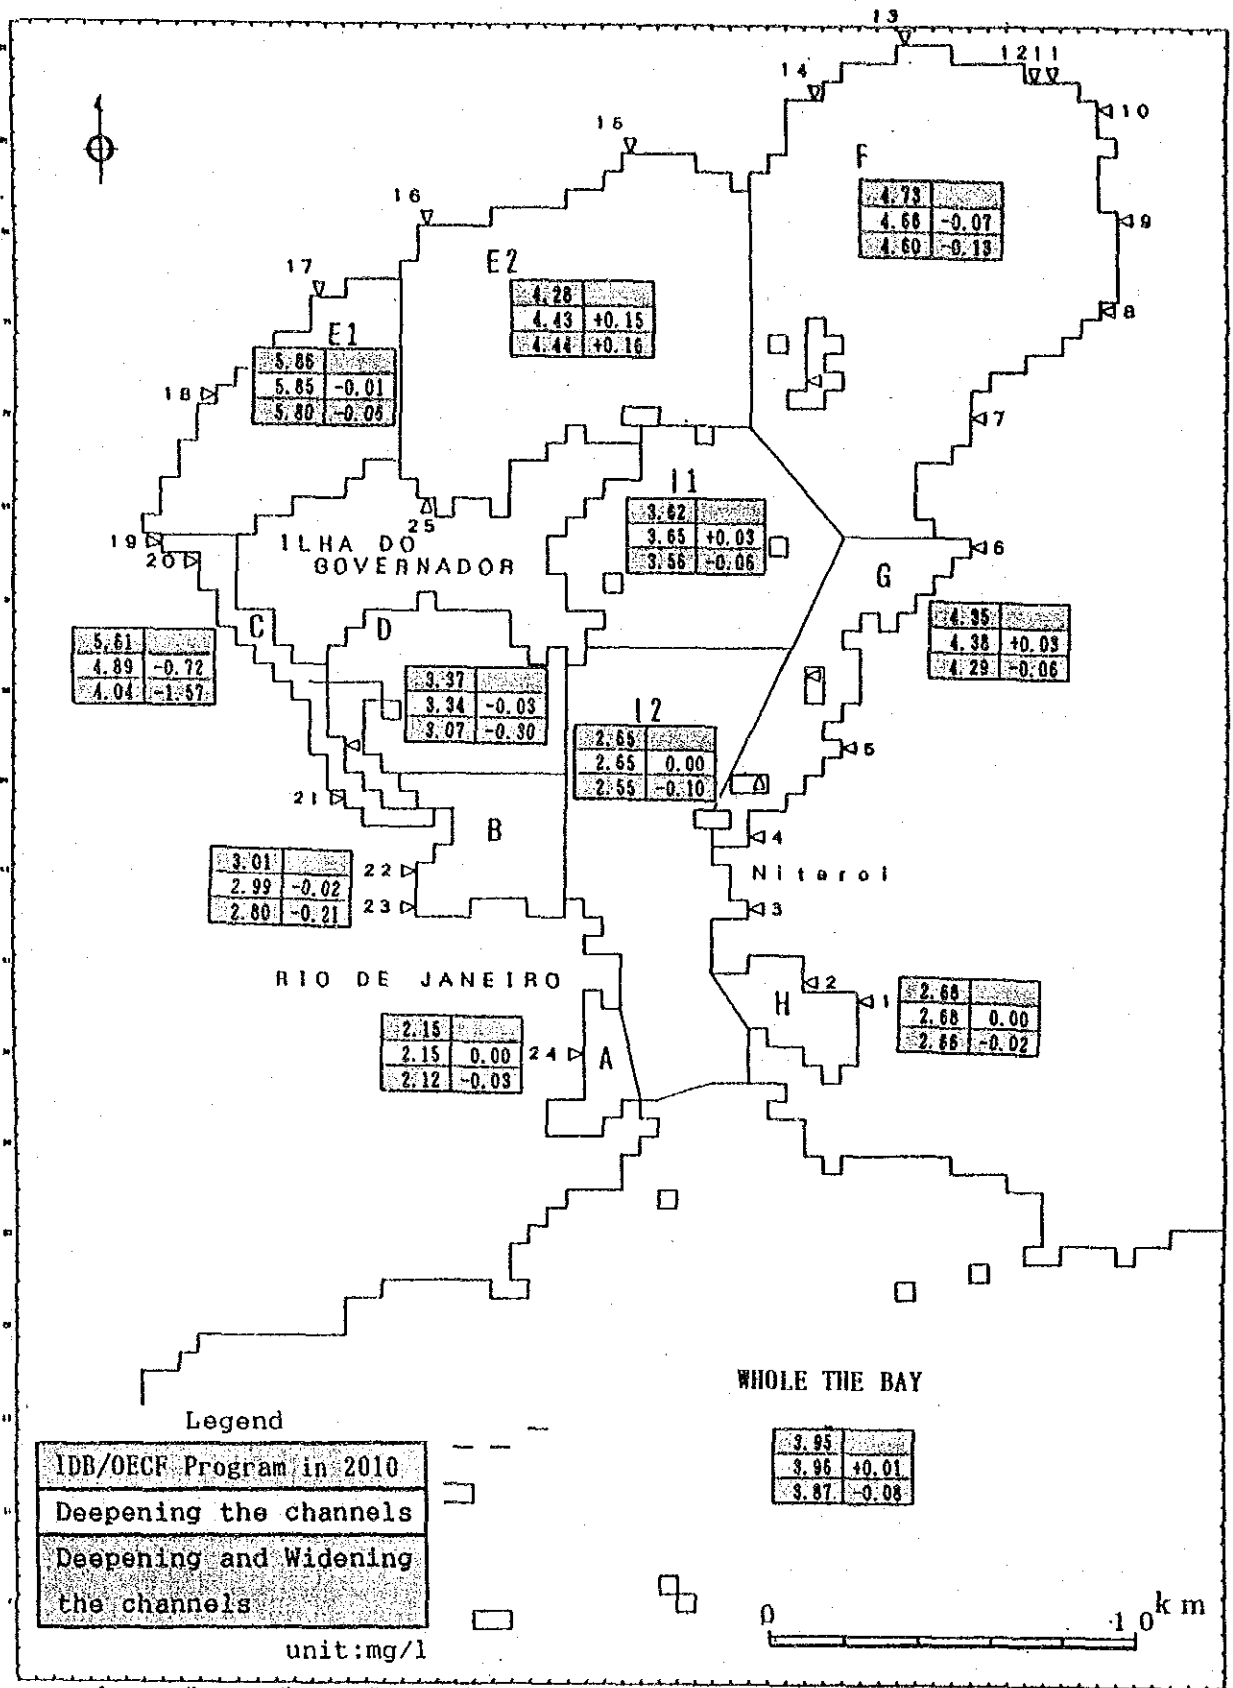 13
14
12 11
10
15
F
4.73
4.66 -0.07
4.60 -0.13
16
9
E2
17
4.28
4.43 +0.15
4.44 +0.16
8
E1
5.86
5.85 -0.01
5.80 -0.06
18
7
I1
3.62
3.65 +0.03
3.56 -0.06
25
19
20
ILHA DO
GOVERNADOR
6
G
4.35
4.38 +0.03
4.29 -0.06
C
D
5.61
4.89 -0.72
4.04 -1.57
3.37
3.34 -0.03
3.07 -0.30
I2
2.65
2.65 0.00
2.55 -0.10
5
21
B
4
3.01
2.99 -0.02
2.80 -0.21
22
23
Niteroi
3
RIO DE JANEIRO
2
H
1
2.68
2.68 0.00
2.66 -0.02
2.15
2.15 0.00
2.12 -0.03
24
A
WHOLE THE BAY
3.95
3.96 +0.01
3.87 -0.08
Legend
IDB/OECF Program in 2010
Deepening the channels
Deepening and Widening
the channels
unit:mg/l
0 10 km